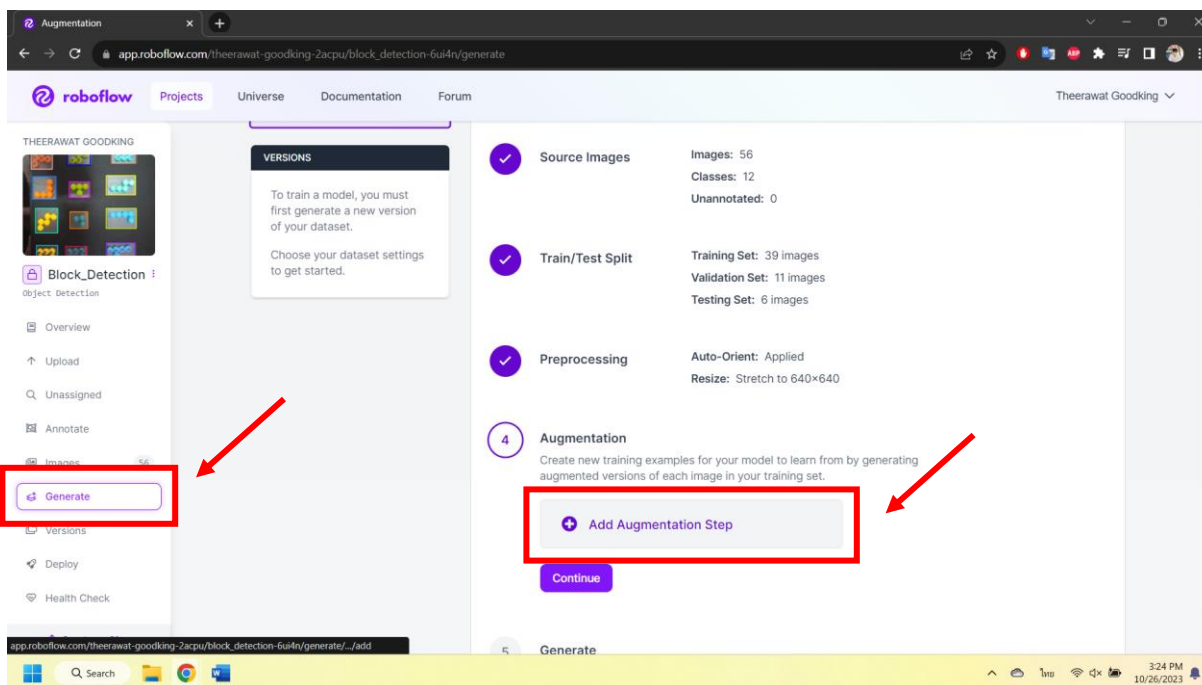 Augmentation
app.roboflow.com/theerawat-goodking-2acpu/block_detection-6ui4n/generate
roboflow Projects Universe Documentation Forum Theerawat Goodking
THEERAWAT GOODKING
Block_Detection
Object Detection
Overview
Upload
Unassigned
Annotate
Images 56
Generate
Versions
Deploy
Health Check
VERSIONS
To train a model, you must
first generate a new version
of your dataset.
Choose your dataset settings
to get started.
Source Images
Images: 56
Classes: 12
Unannotated: 0
Train/Test Split
Training Set: 39 images
Validation Set: 11 images
Testing Set: 6 images
Preprocessing
Auto-Orient: Applied
Resize: Stretch to 640×640
4 Augmentation
Create new training examples for your model to learn from by generating
augmented versions of each image in your training set.
Add Augmentation Step
Continue
5 Generate
app.roboflow.com/theerawat-goodking-2acpu/block_detection-6ui4n/generate/.../add
Search
ไทย
3:24 PM
10/26/2023